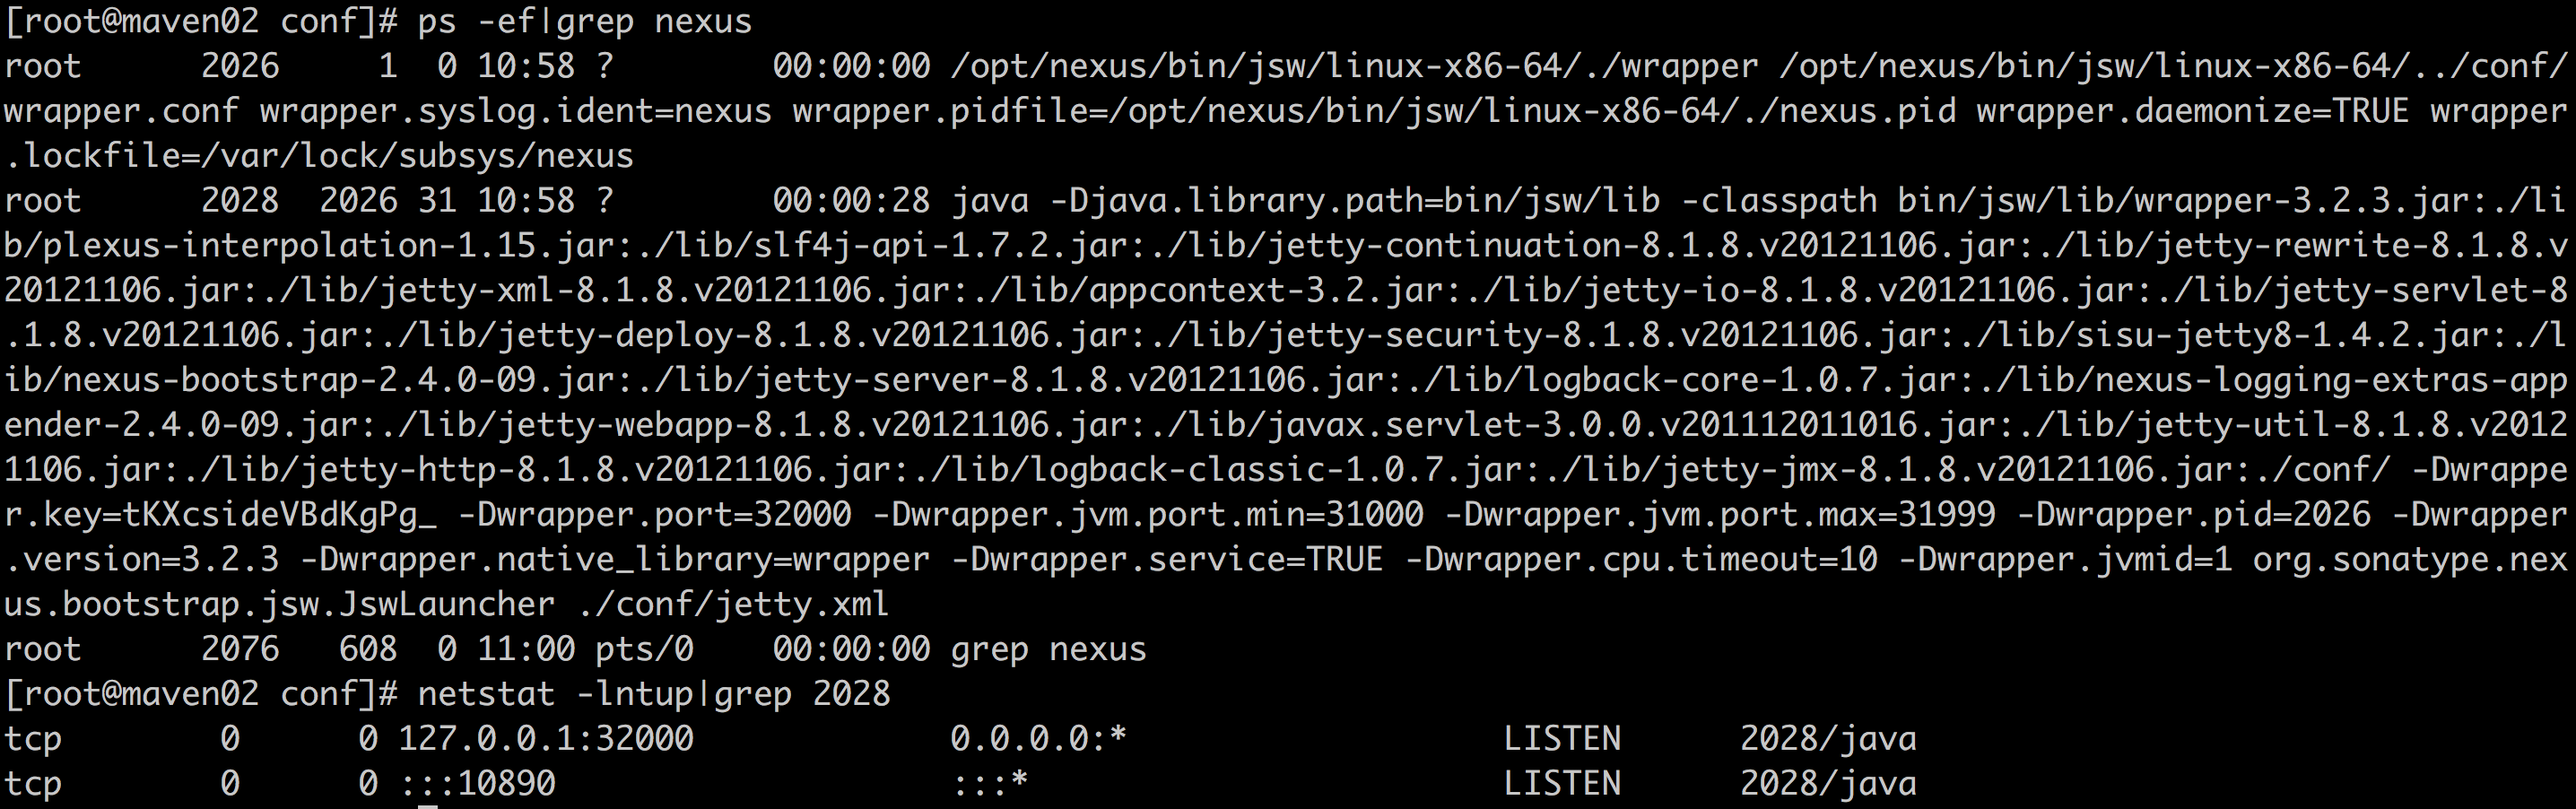 [root@maven02 conf]# ps -ef|grep nexus
root      2026     1  0 10:58 ?        00:00:00 /opt/nexus/bin/jsw/linux-x86-64/./wrapper /opt/nexus/bin/jsw/linux-x86-64/../conf/
wrapper.conf wrapper.syslog.ident=nexus wrapper.pidfile=/opt/nexus/bin/jsw/linux-x86-64/./nexus.pid wrapper.daemonize=TRUE wrapper
.lockfile=/var/lock/subsys/nexus
root      2028  2026 31 10:58 ?        00:00:28 java -Djava.library.path=bin/jsw/lib -classpath bin/jsw/lib/wrapper-3.2.3.jar:./li
b/plexus-interpolation-1.15.jar:./lib/slf4j-api-1.7.2.jar:./lib/jetty-continuation-8.1.8.v20121106.jar:./lib/jetty-rewrite-8.1.8.v
20121106.jar:./lib/jetty-xml-8.1.8.v20121106.jar:./lib/appcontext-3.2.jar:./lib/jetty-io-8.1.8.v20121106.jar:./lib/jetty-servlet-8
.1.8.v20121106.jar:./lib/jetty-deploy-8.1.8.v20121106.jar:./lib/jetty-security-8.1.8.v20121106.jar:./lib/sisu-jetty8-1.4.2.jar:./l
ib/nexus-bootstrap-2.4.0-09.jar:./lib/jetty-server-8.1.8.v20121106.jar:./lib/logback-core-1.0.7.jar:./lib/nexus-logging-extras-app
ender-2.4.0-09.jar:./lib/jetty-webapp-8.1.8.v20121106.jar:./lib/javax.servlet-3.0.0.v201112011016.jar:./lib/jetty-util-8.1.8.v2012
1106.jar:./lib/jetty-http-8.1.8.v20121106.jar:./lib/logback-classic-1.0.7.jar:./lib/jetty-jmx-8.1.8.v20121106.jar:./conf/ -Dwrappe
r.key=tKXcsideVBdKgPg_ -Dwrapper.port=32000 -Dwrapper.jvm.port.min=31000 -Dwrapper.jvm.port.max=31999 -Dwrapper.pid=2026 -Dwrapper
.version=3.2.3 -Dwrapper.native_library=wrapper -Dwrapper.service=TRUE -Dwrapper.cpu.timeout=10 -Dwrapper.jvmid=1 org.sonatype.nex
us.bootstrap.jsw.JswLauncher ./conf/jetty.xml
root      2076   608  0 11:00 pts/0    00:00:00 grep nexus
[root@maven02 conf]# netstat -lntup|grep 2028
tcp        0      0 127.0.0.1:32000             0.0.0.0:*                   LISTEN      2028/java
tcp        0      0 :::10890                    :::*                        LISTEN      2028/java